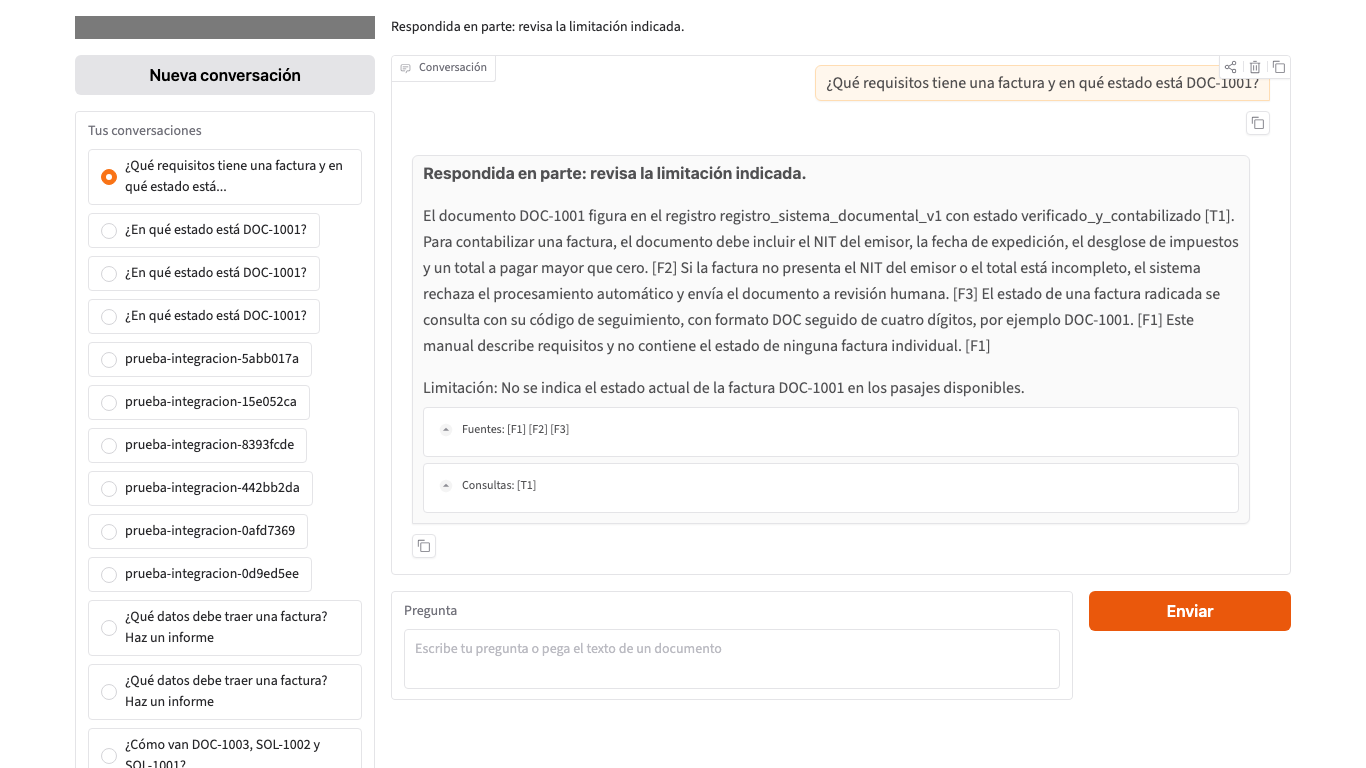 Respondida en parte: revisa la limitación indicada.
Nueva conversación
Tus conversaciones
¿Qué requisitos tiene una factura y en
qué estado está...
¿En qué estado está DOC-1001?
¿En qué estado está DOC-1001?
¿En qué estado está DOC-1001?
prueba-integracion-5abb017a
prueba-integracion-15e052ca
prueba-integracion-8393fcde
prueba-integracion-442bb2da
prueba-integracion-0afd7369
prueba-integracion-0d9ed5ee
¿Qué datos debe traer una factura?
Haz un informe
¿Qué datos debe traer una factura?
Haz un informe
¿Cómo van DOC-1003, SOL-1002 y
SOL-1001?
Conversación
¿Qué requisitos tiene una factura y en qué estado está DOC-1001?
Respondida en parte: revisa la limitación indicada.
El documento DOC-1001 figura en el registro registro_sistema_documental_v1 con estado verificado_y_contabilizado [T1].
Para contabilizar una factura, el documento debe incluir el NIT del emisor, la fecha de expedición, el desglose de impuestos
y un total a pagar mayor que cero. [F2] Si la factura no presenta el NIT del emisor o el total está incompleto, el sistema
rechaza el procesamiento automático y envía el documento a revisión humana. [F3] El estado de una factura radicada se
consulta con su código de seguimiento, con formato DOC seguido de cuatro dígitos, por ejemplo DOC-1001. [F1] Este
manual describe requisitos y no contiene el estado de ninguna factura individual. [F1]
Limitación: No se indica el estado actual de la factura DOC-1001 en los pasajes disponibles.
Fuentes: [F1] [F2] [F3]
Consultas: [T1]
Pregunta
Escribe tu pregunta o pega el texto de un documento
Enviar